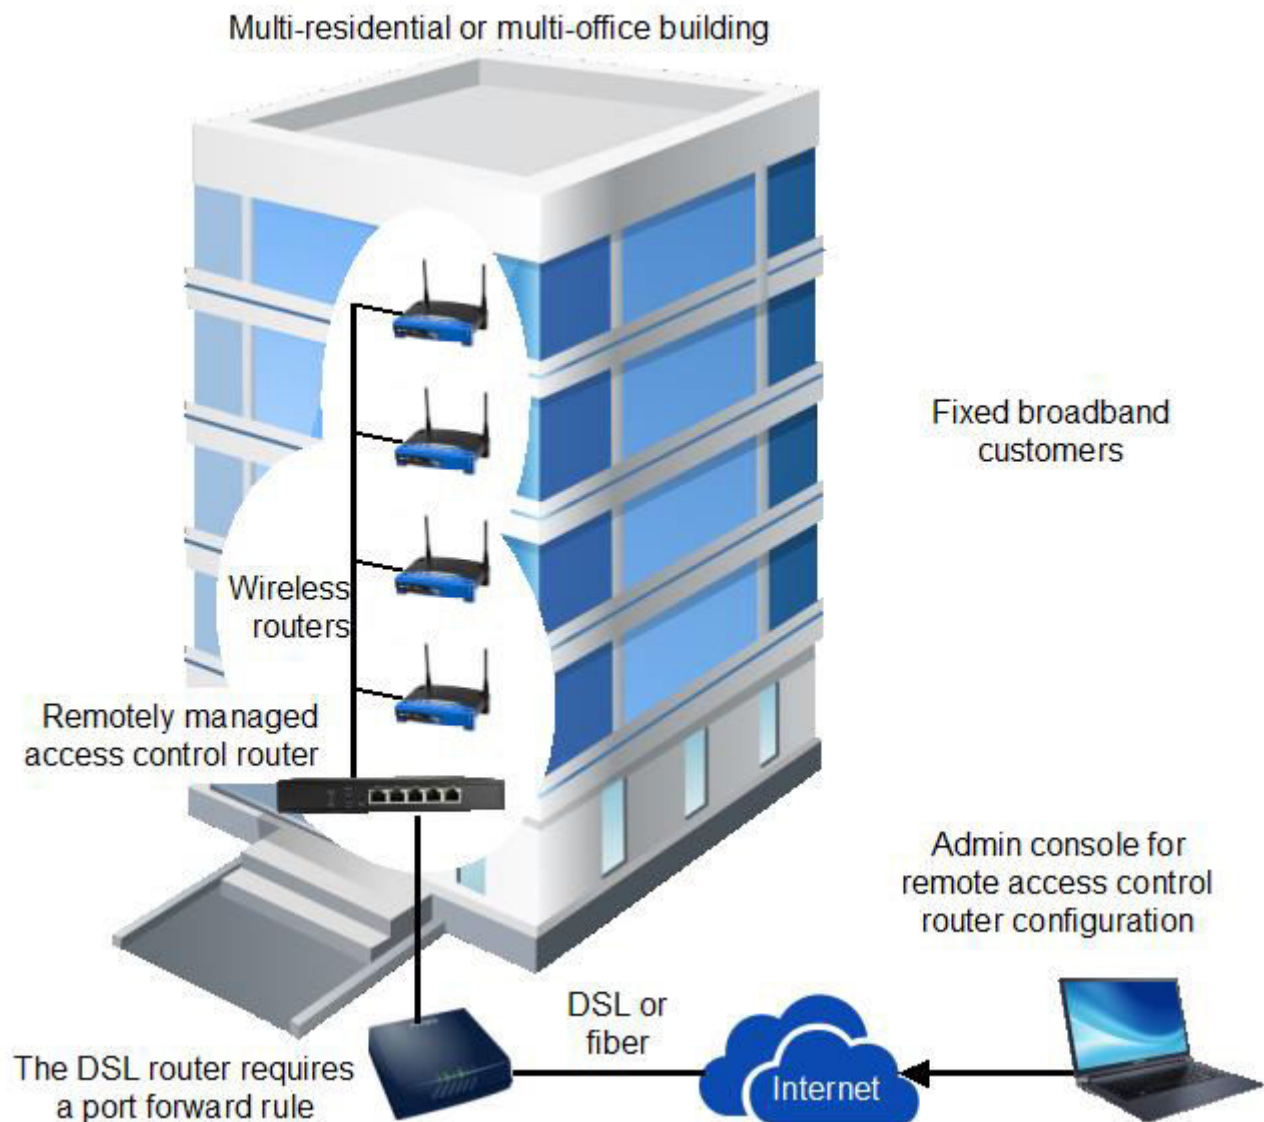 Multi-residential or multi-office building
Fixed broadband
customers
Wireless
routers
Remotely managed
access control router
Admin console for
remote access control
router configuration
DSL or
fiber
The DSL router requires
a port forward rule
Internet